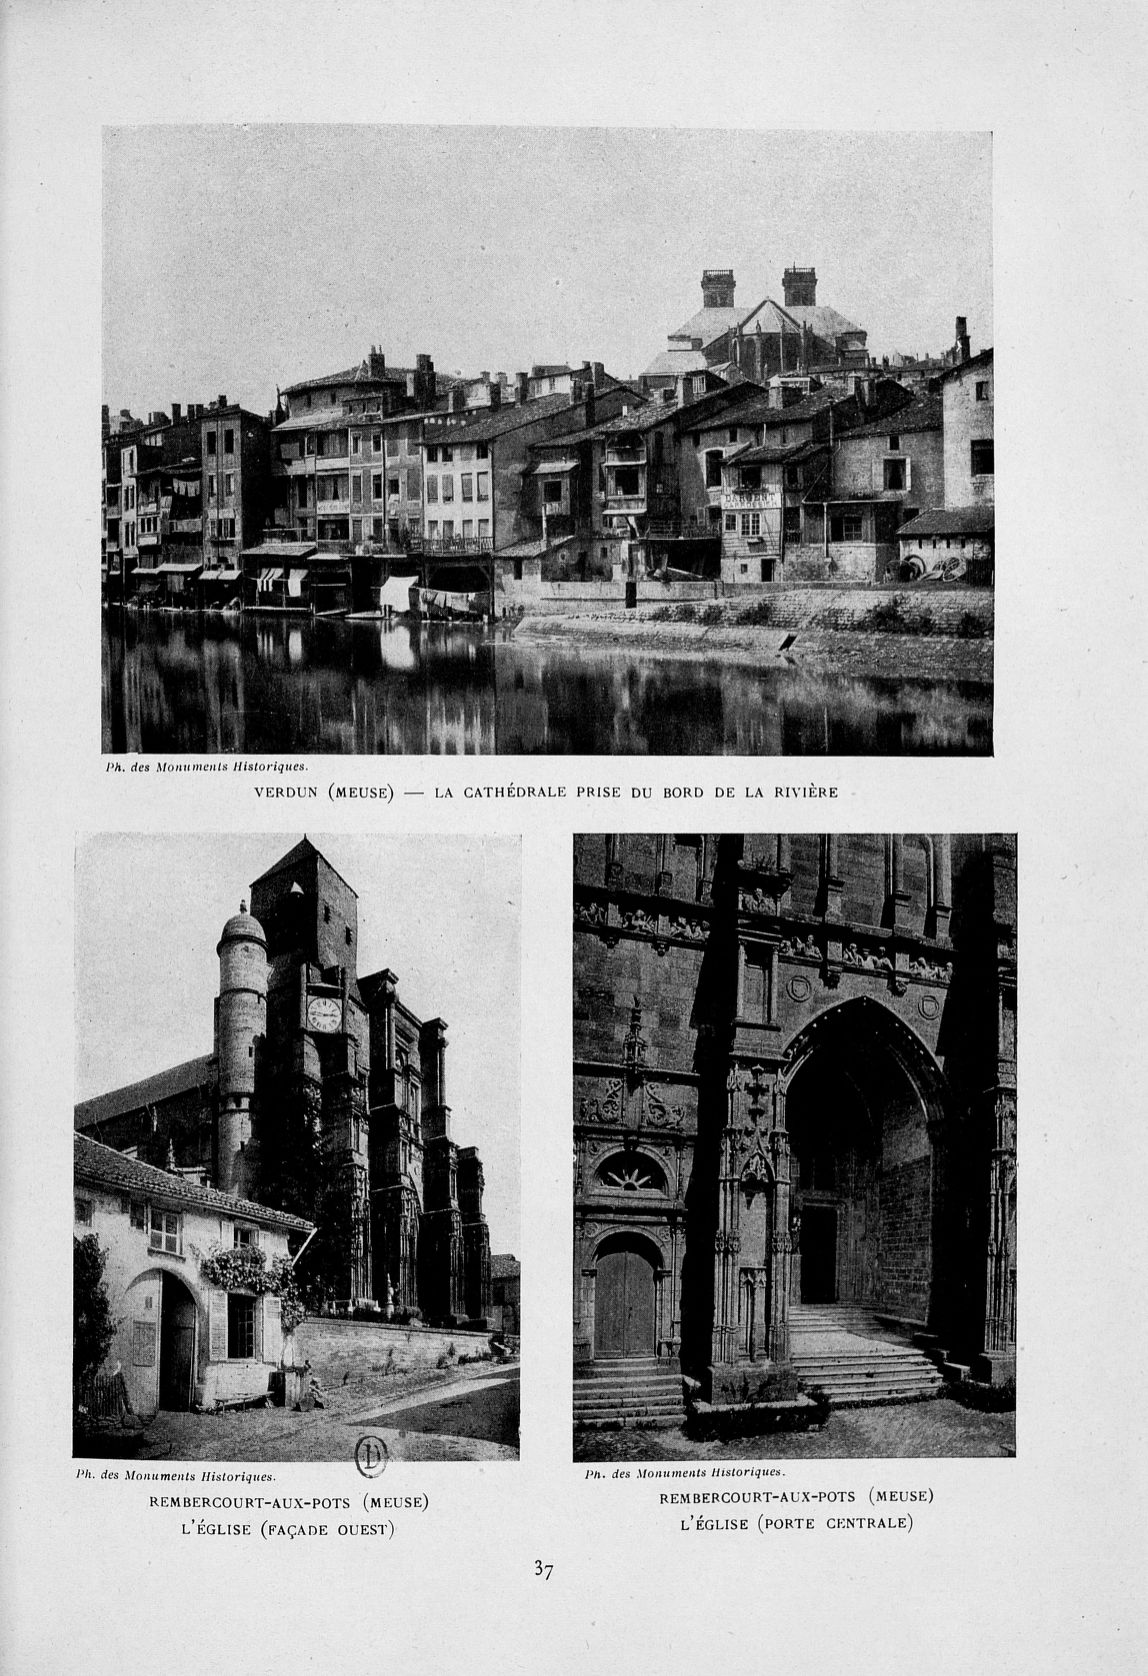 DARGENT
Ph. des Monuments Historiques.
VERDUN (MEUSE) — LA CATHÉDRALE PRISE DU BORD DE LA RIVIÈRE
Ph. des Monuments Historiques.
REMBERCOURT-AUX-POTS (MEUSE)
L'ÉGLISE (FAÇADE OUEST)
Ph. des Monuments Historiques.
REMBERCOURT-AUX-POTS (MEUSE)
L'ÉGLISE (PORTE CENTRALE)
37